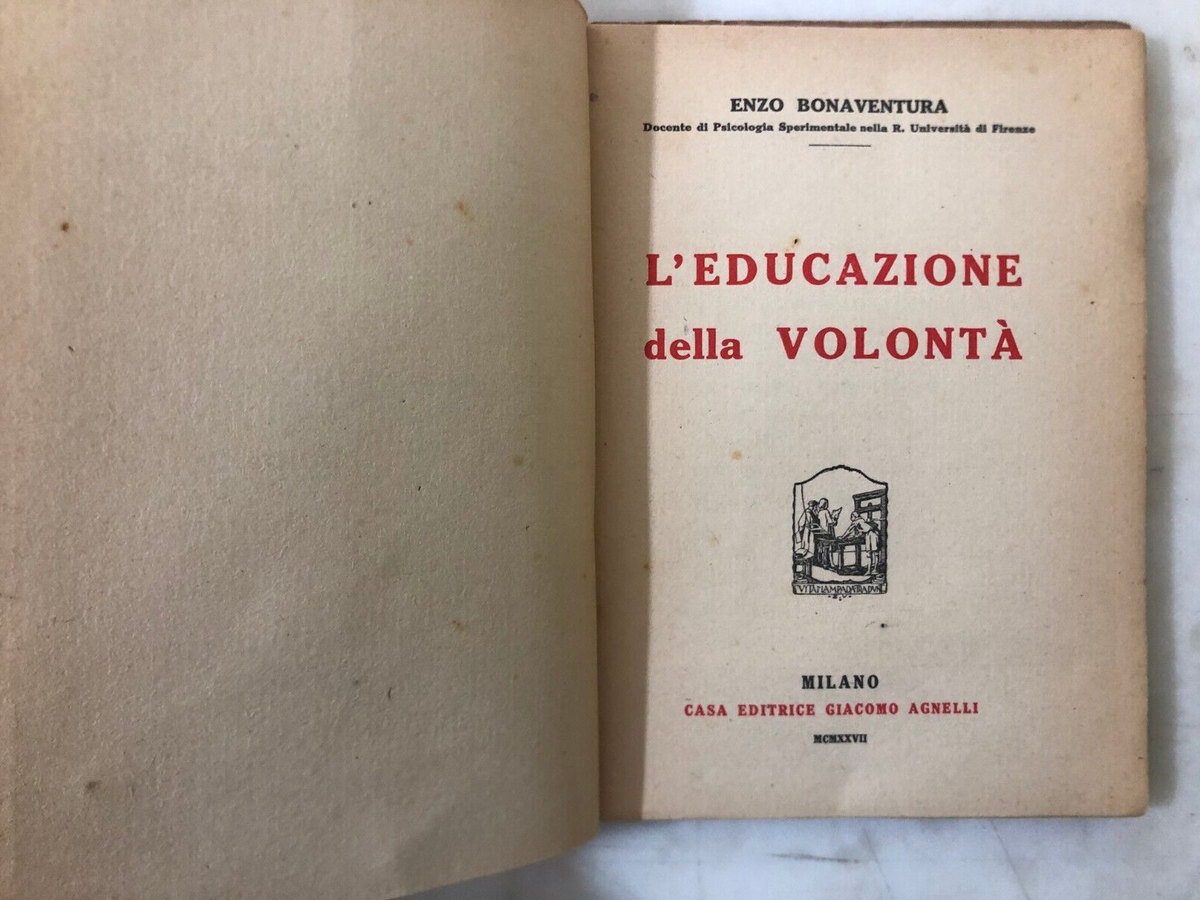 ENZO BONAVENTURA
Docente di Psicologia Sperimentale nella R. Università di Firenze
L'EDUCAZIONE
della VOLONTÀ
MILANO
CASA EDITRICE GIACOMO AGNELLI
MCMXXVII